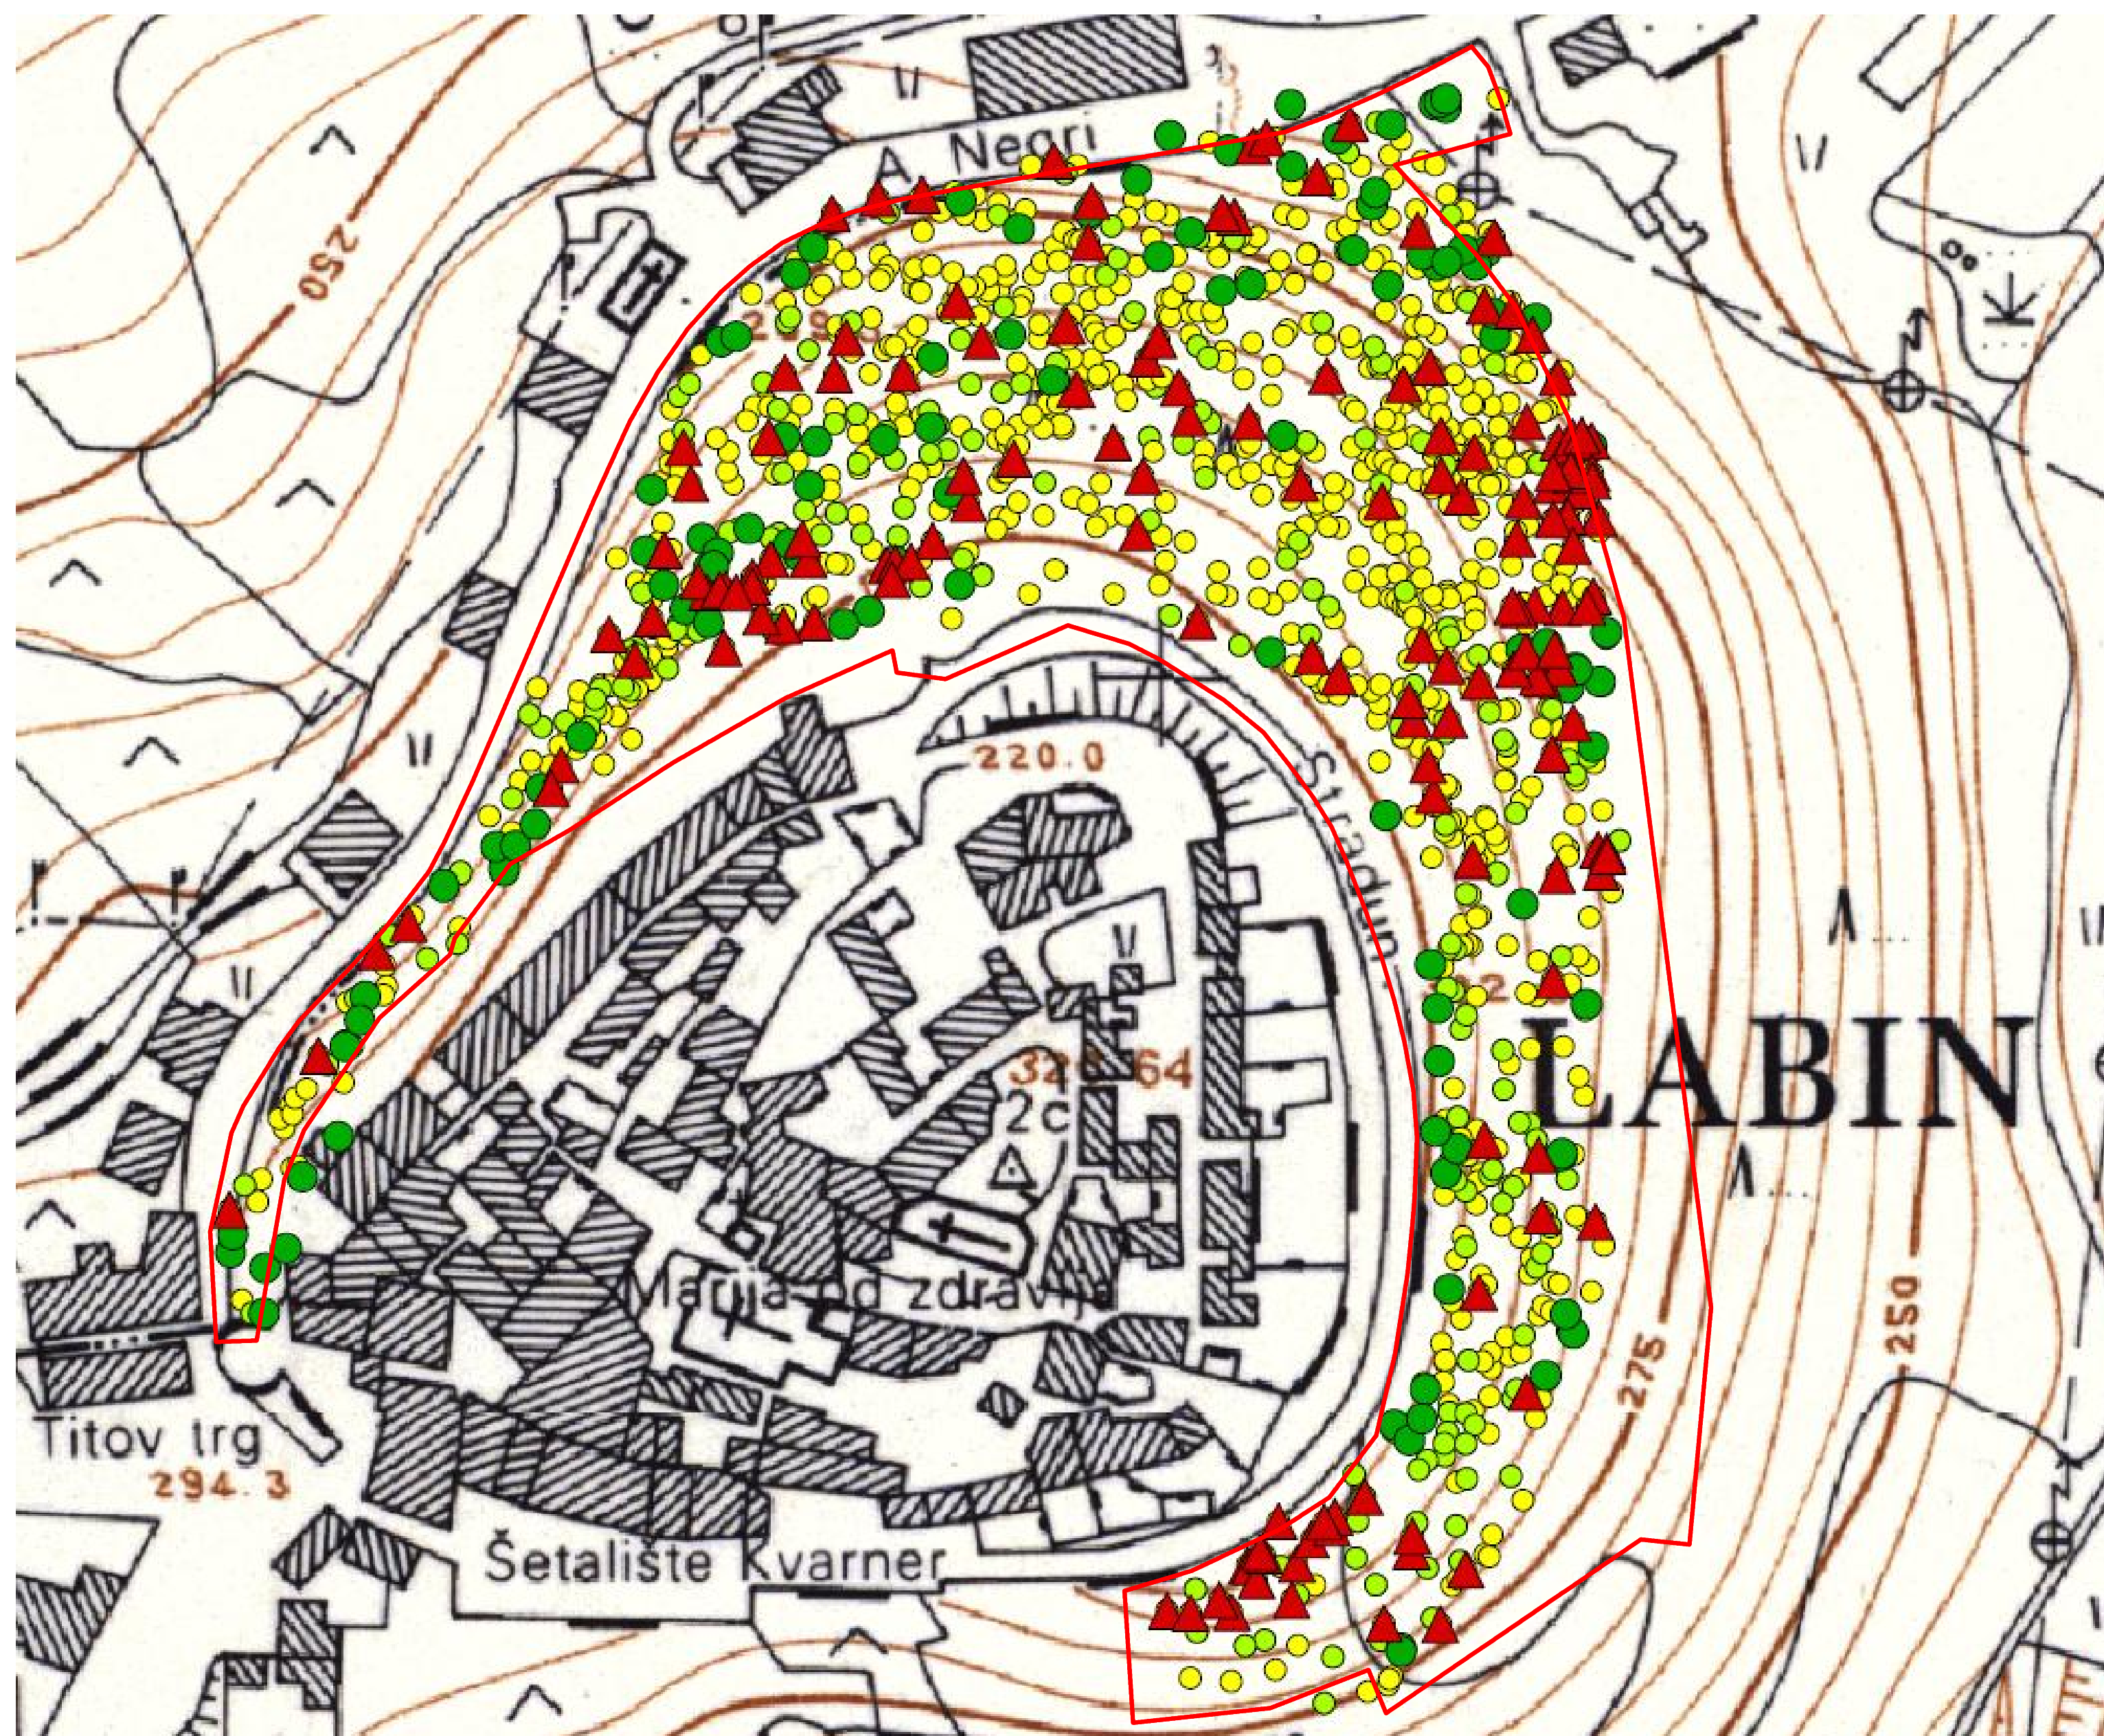 A Negri
250
220.0
Stradun
LABIN
2c
Marija od zdravlja
275
250
Titov trg
294.3
Šetalište Kvarner